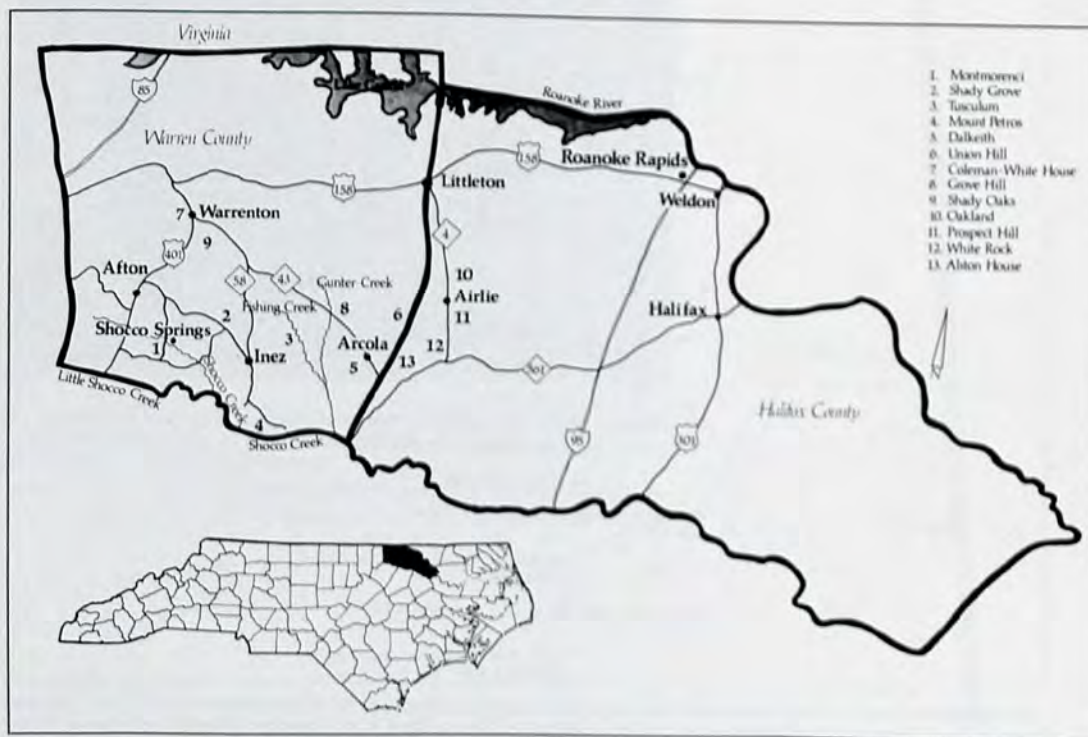 Virginia
85
Roanoke River
Warren County
158
158
Roanoke Rapids
Littleton
Weldon
7 Warrenton
9
401
4
Afton
58
43
Gunter Creek
10
Fishing Creek
8
Airlie
6
11
Halifax
Shocco Springs
2
3
Arcola
12
1
Inez
5
13
561
Little Shocco Creek
Shocco Creek
4
Shocco Creek
95
301
Halifax County
1. Montmorenci
2. Shady Grove
3. Tusculum
4. Mount Petros
5. Dalkeith
6. Union Hill
7. Coleman-White House
8. Grove Hill
9. Shady Oaks
10. Oakland
11. Prospect Hill
12. White Rock
13. Alston House